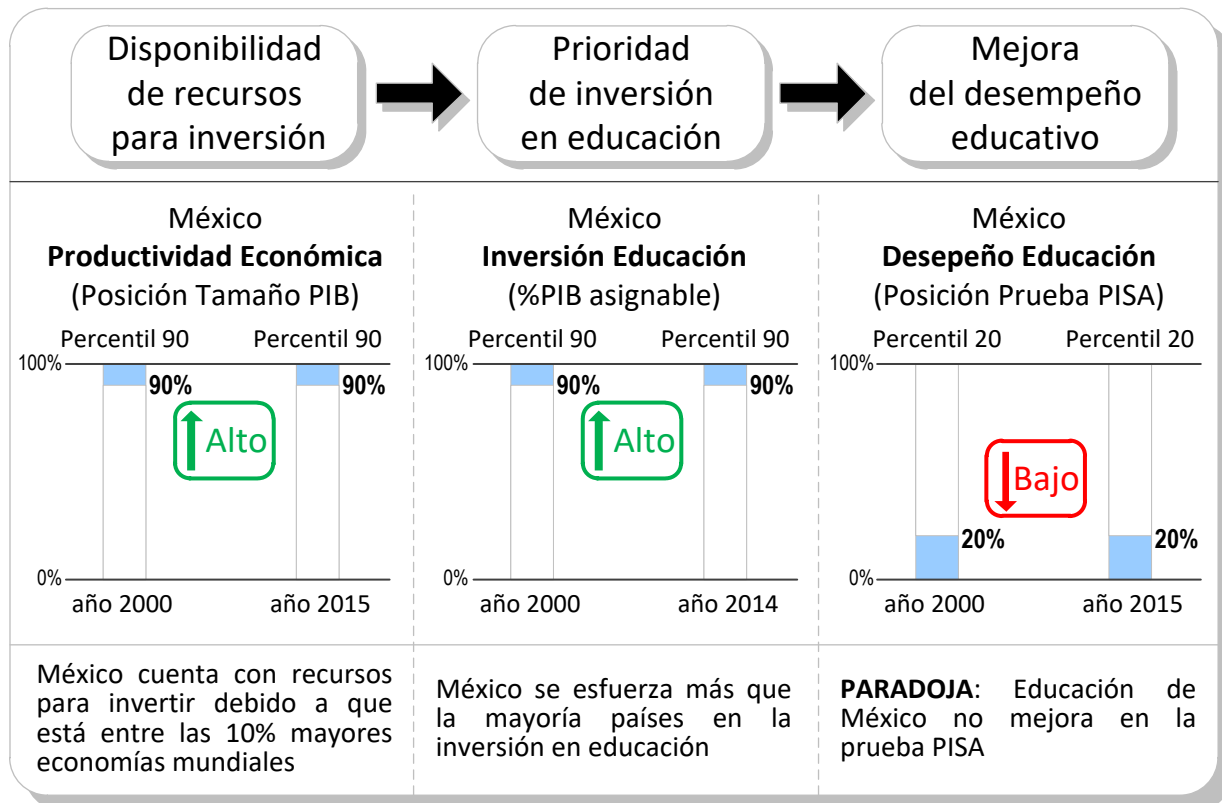 Disponibilidad
de recursos
para inversión
Prioridad
de inversión
en educación
Mejora
del desempeño
educativo
México
Productividad Económica
(Posición Tamaño PIB)
Percentil 90
Percentil 90
100%
90%
90%
Alto
0%
año 2000
año 2015
México
Inversión Educación
(%PIB asignable)
Percentil 90
Percentil 90
100%
90%
90%
Alto
0%
año 2000
año 2014
México
Desepeño Educación
(Posición Prueba PISA)
Percentil 20
Percentil 20
100%
Bajo
20%
20%
0%
año 2000
año 2015
México cuenta con recursos
para invertir debido a que
está entre las 10% mayores
economías mundiales
México se esfuerza más que
la mayoría países en la
inversión en educación
PARADOJA: Educación de
México no mejora en la
prueba PISA